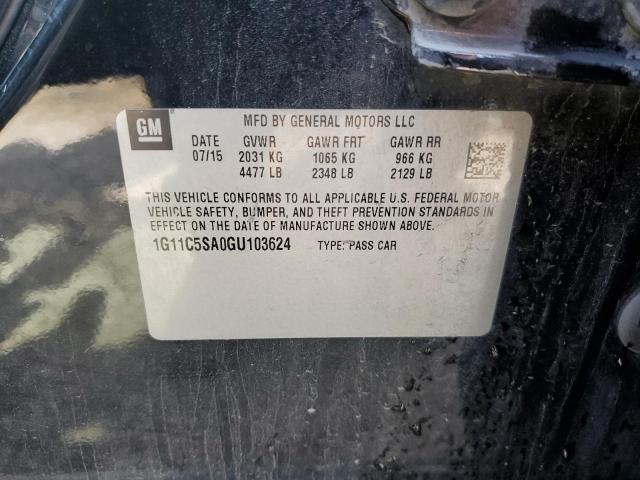 GM
MFD BY GENERAL MOTORS LLC
DATE GVWR GAWR FRT GAWR RR
07/15 2031 KG 1065 KG 966 KG
4477 LB 2348 LB 2129 LB
THIS VEHICLE CONFORMS TO ALL APPLICABLE U.S. FEDERAL MOTOR
VEHICLE SAFETY, BUMPER, AND THEFT PREVENTION STANDARDS IN
EFFECT ON THE DATE OF MANUFACTURE SHOWN ABOVE.
1G11C5SA0GU103624 TYPE: PASS CAR